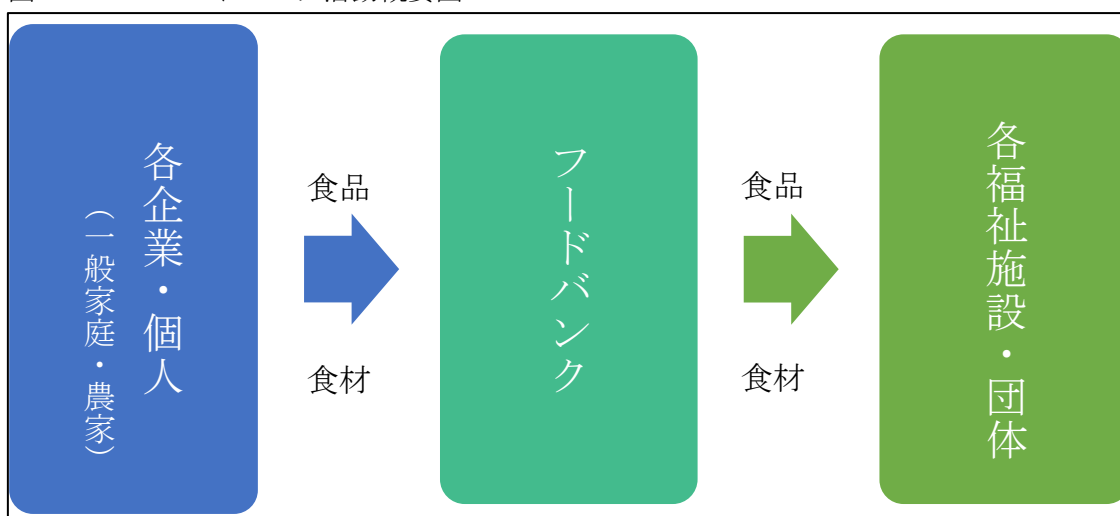 各企業・個人
(一般家庭・農家)
食品
食材
フードバンク
食品
食材
各福祉施設・団体